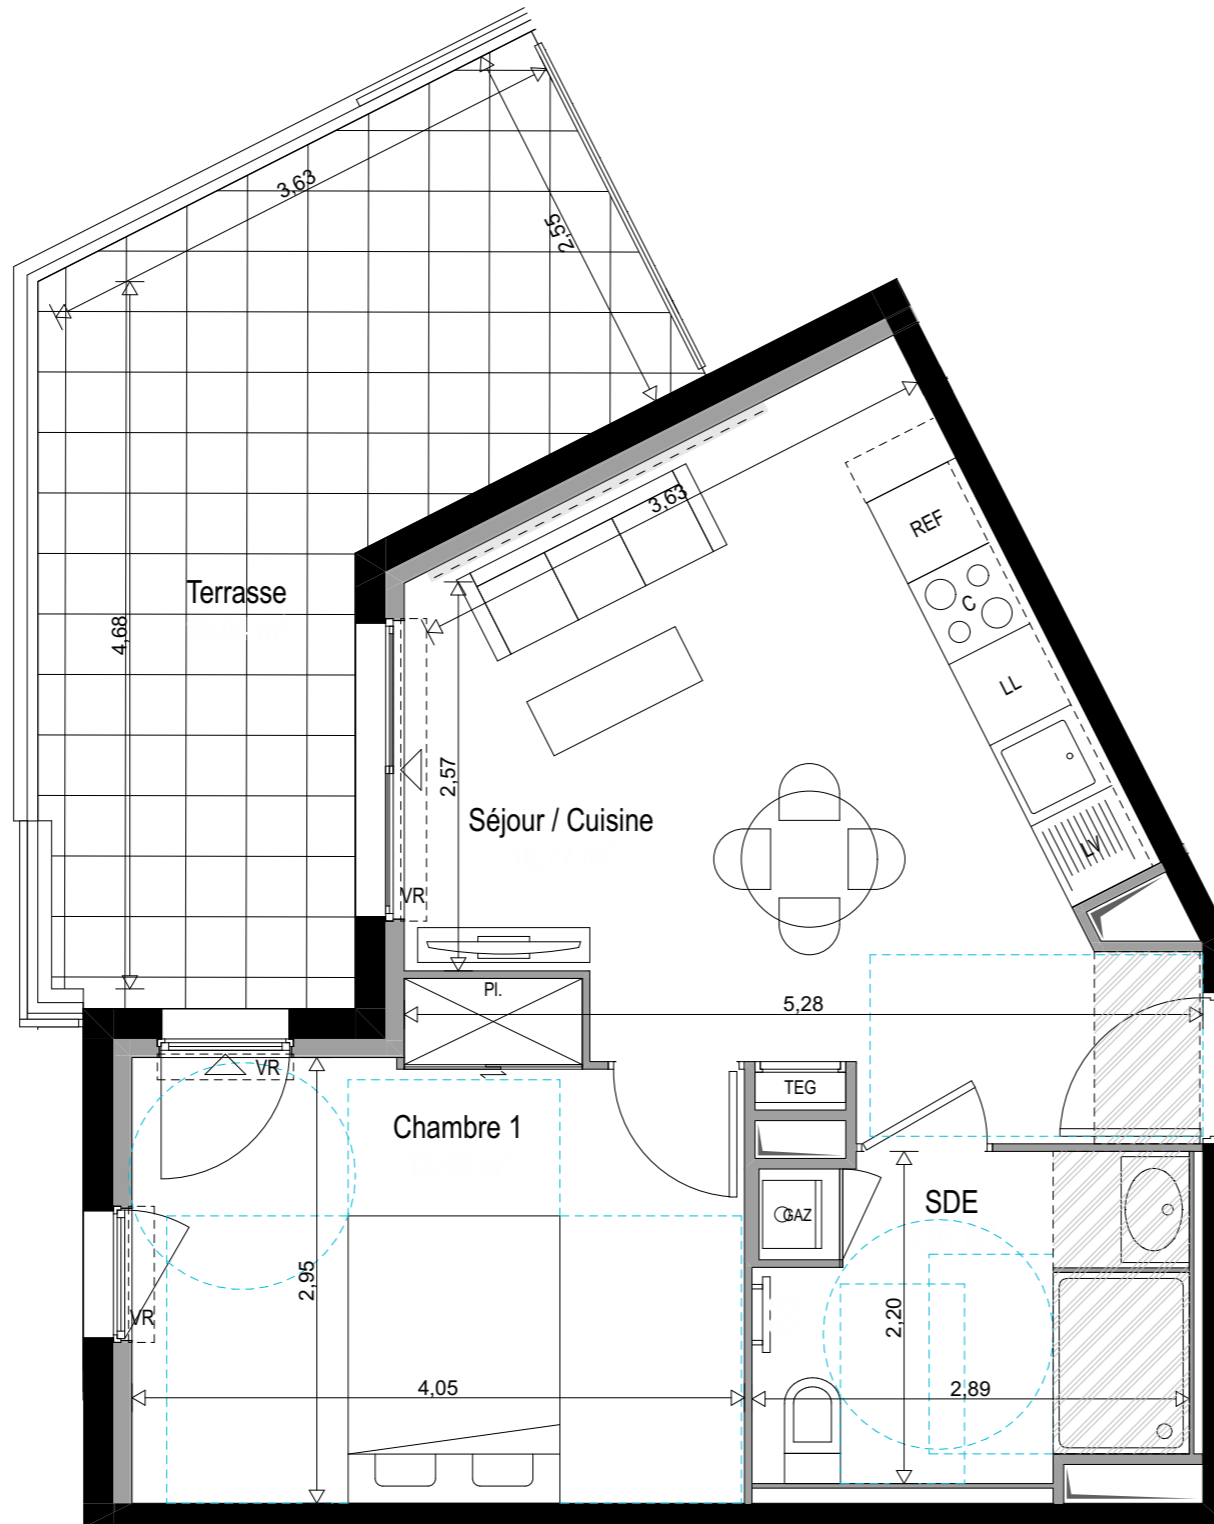 3,63
2,55
3,63
REF
C
Terrasse
4,68
LL
2,57
Séjour / Cuisine
LV
VR
Pl.
5,28
VR
TEG
Chambre 1
SDE
GAZ
2,95
VR
2,20
4,05
2,89